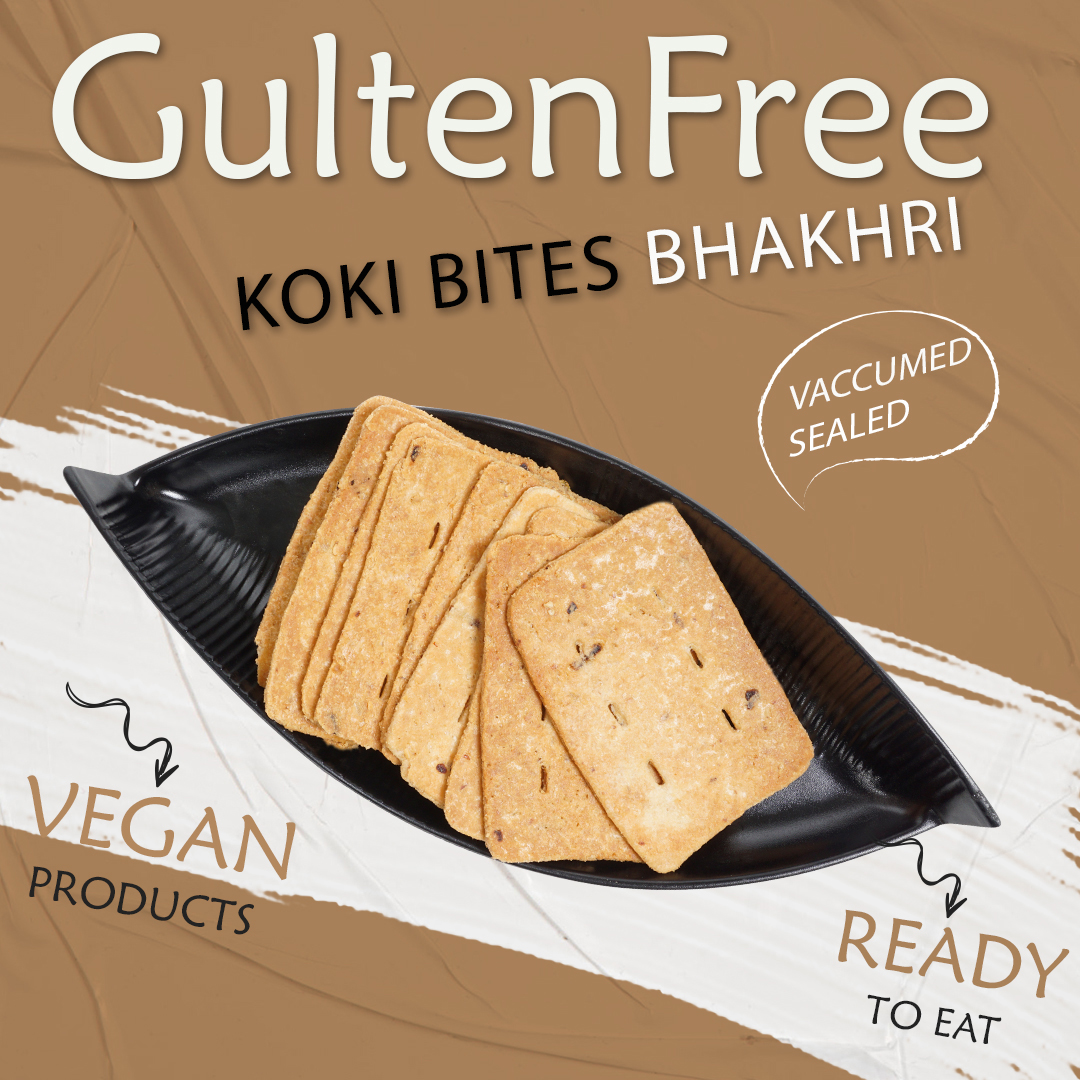 GultenFree
KOKI BITES BHAKHRI
VACCUMED
SEALED
VEGAN
PRODUCTS
READY
TO EAT